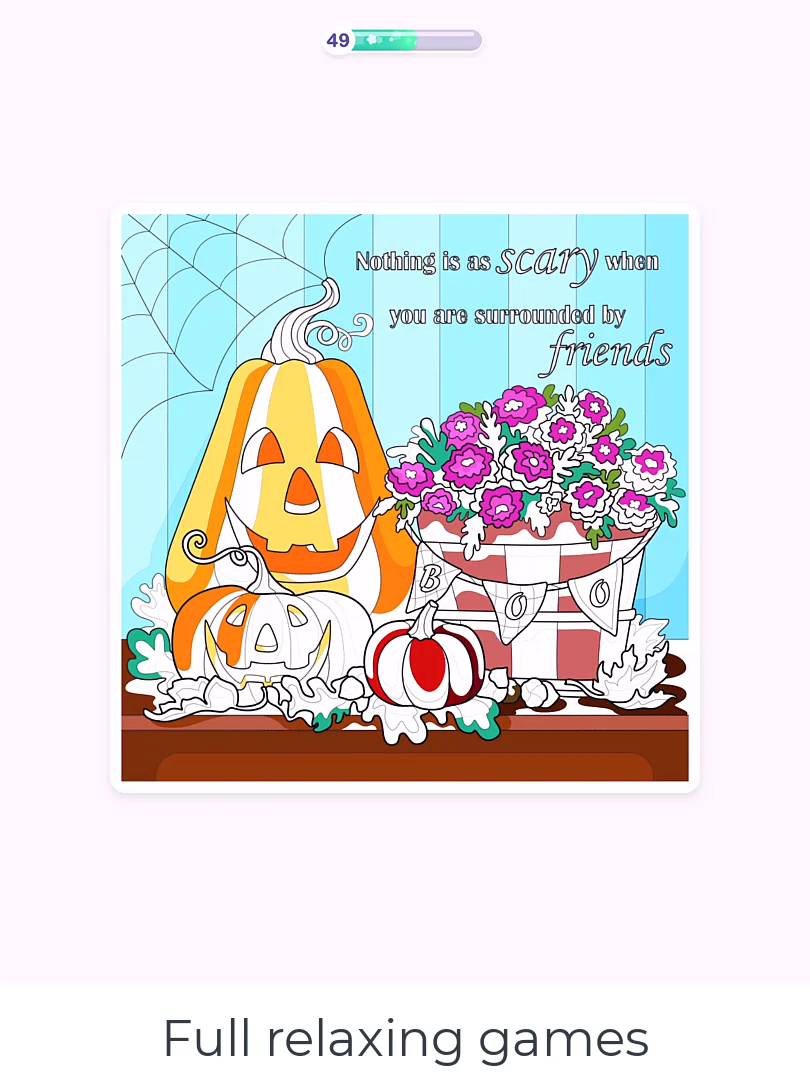 49
Nothing is as scary when
you are surrounded by
friends
B
O
O
Full relaxing games